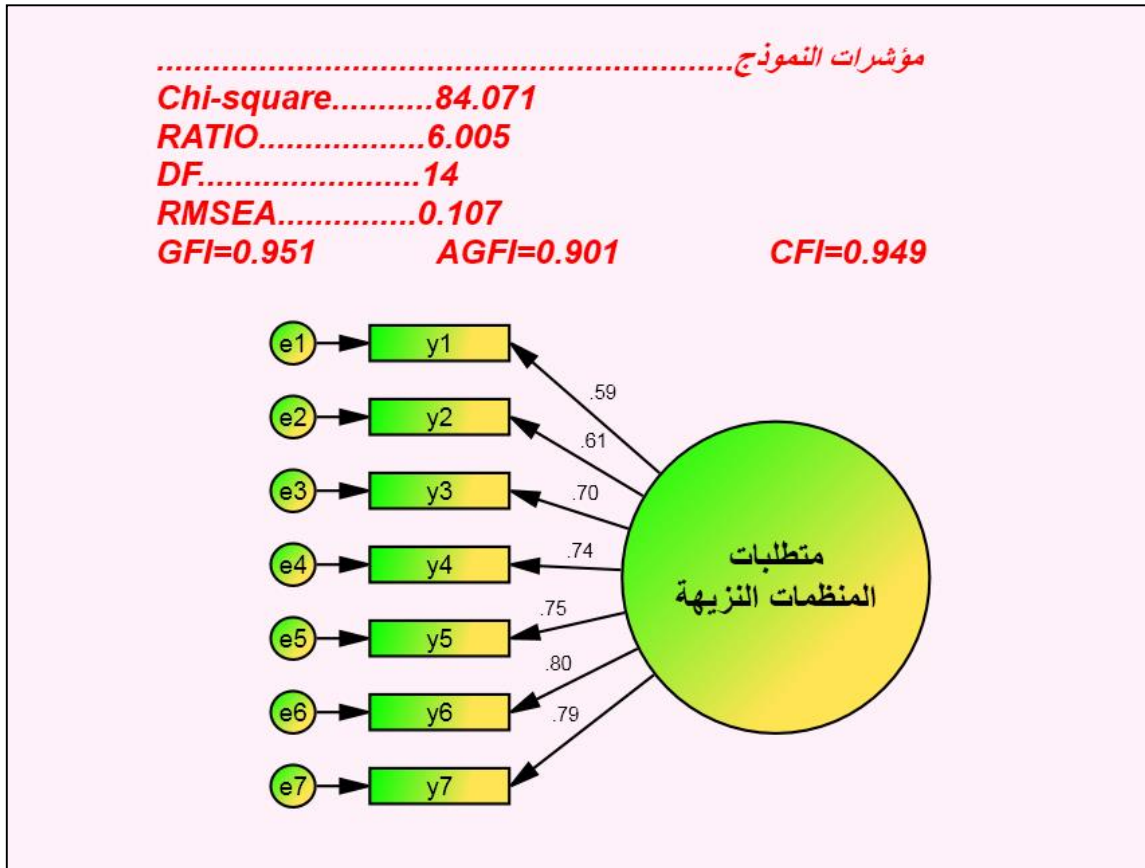 مؤشرات النموذج..............................................................
Chi-square...........84.071
RATIO..................6.005
DF........................14
RMSEA...............0.107
GFI=0.951 AGFI=0.901 CFI=0.949
e1 y1 .59
e2 y2 .61
e3 y3 .70
e4 y4 .74
e5 y5 .75
e6 y6 .80
e7 y7 .79
متطلبات
المنظمات النزيهة